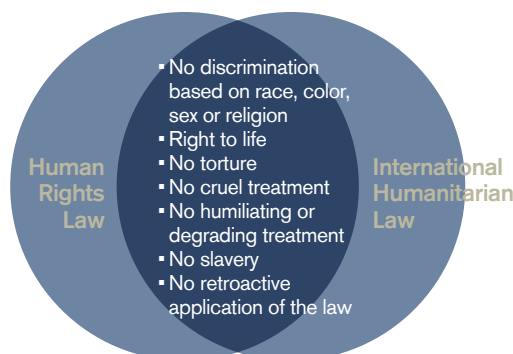 ▪ No discrimination
based on race, color,
sex or religion
▪ Right to life
▪ No torture
▪ No cruel treatment
▪ No humiliating or
degrading treatment
▪ No slavery
▪ No retroactive
application of the law
Human
Rights
Law
International
Humanitarian
Law